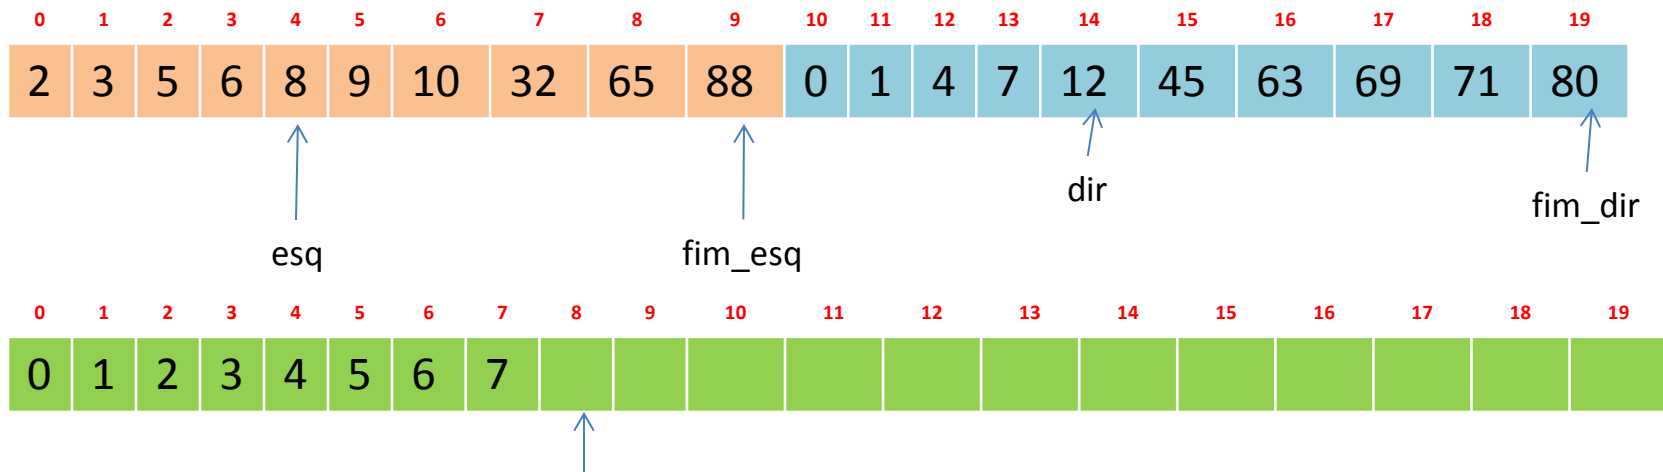 0 1 2 3 4 5 6 7 8 9 10 11 12 13 14 15 16 17 18 19
2 3 5 6 8 9 10 32 65 88 0 1 4 7 12 45 63 69 71 80
dir
fim_dir
esq fim_esq
0 1 2 3 4 5 6 7 8 9 10 11 12 13 14 15 16 17 18 19
0 1 2 3 4 5 6 7